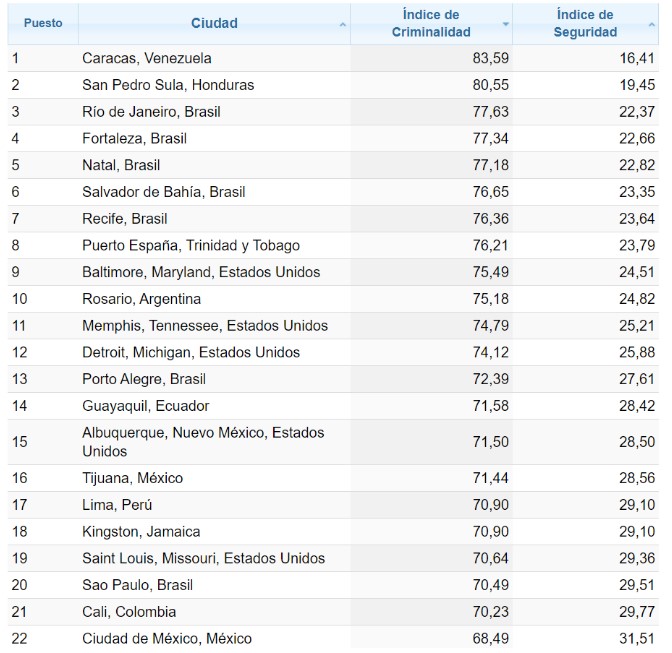 Puesto Ciudad Índice de Criminalidad Índice de Seguridad
1 Caracas, Venezuela 83,59 16,41
2 San Pedro Sula, Honduras 80,55 19,45
3 Río de Janeiro, Brasil 77,63 22,37
4 Fortaleza, Brasil 77,34 22,66
5 Natal, Brasil 77,18 22,82
6 Salvador de Bahía, Brasil 76,65 23,35
7 Recife, Brasil 76,36 23,64
8 Puerto España, Trinidad y Tobago 76,21 23,79
9 Baltimore, Maryland, Estados Unidos 75,49 24,51
10 Rosario, Argentina 75,18 24,82
11 Memphis, Tennessee, Estados Unidos 74,79 25,21
12 Detroit, Michigan, Estados Unidos 74,12 25,88
13 Porto Alegre, Brasil 72,39 27,61
14 Guayaquil, Ecuador 71,58 28,42
15 Albuquerque, Nuevo México, Estados Unidos 71,50 28,50
16 Tijuana, México 71,44 28,56
17 Lima, Perú 70,90 29,10
18 Kingston, Jamaica 70,90 29,10
19 Saint Louis, Missouri, Estados Unidos 70,64 29,36
20 Sao Paulo, Brasil 70,49 29,51
21 Cali, Colombia 70,23 29,77
22 Ciudad de México, México 68,49 31,51